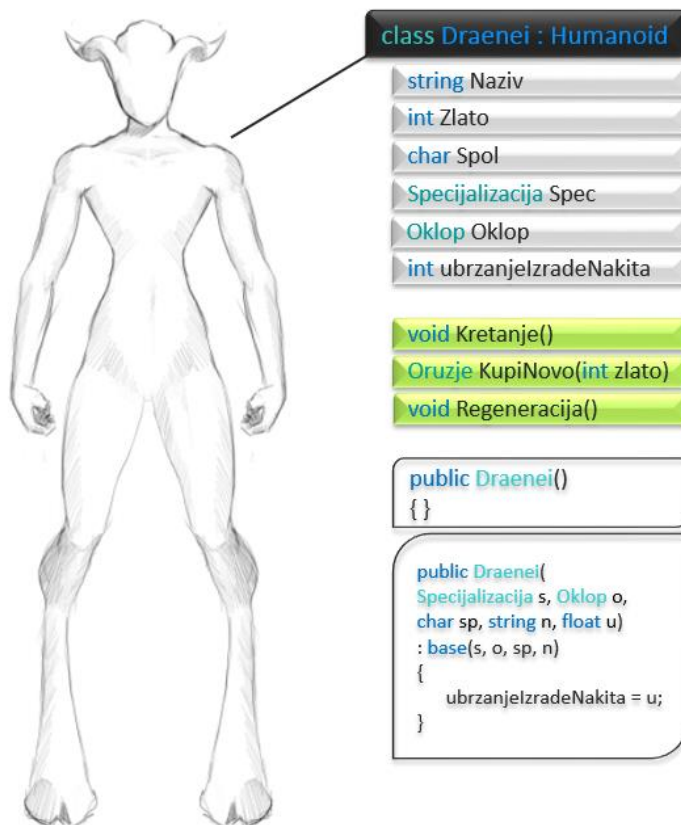 class Draenei : Humanoid
string Naziv
int Zlato
char Spol
Specijalizacija Spec
Oklop Oklop
int ubrzanjeIzradeNakita
void Kretanje()
Oruzje KupiNovo(int zlato)
void Regeneracija()
public Draenei()
{ }
public Draenei(
Specijalizacija s, Oklop o,
char sp, string n, float u)
: base(s, o, sp, n)
{
ubrzanjeIzradeNakita = u;
}